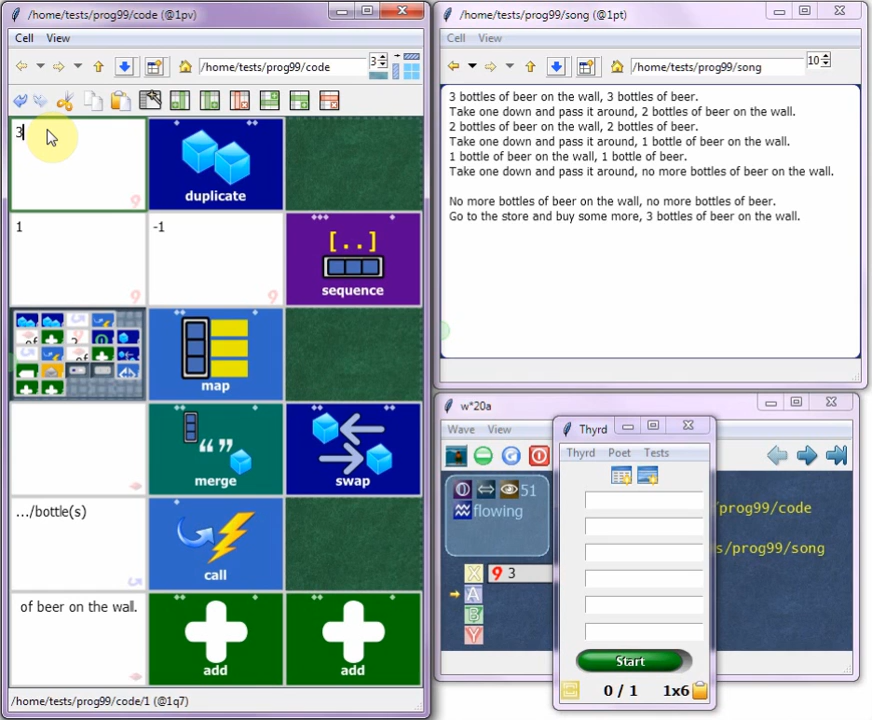 /home/tests/prog99/code (@1pv)
Cell View
/home/tests/prog99/code
3
3
9
duplicate
1
9
-1
9
[..]
sequence
map
“ ”
merge
swap
.../bottle(s)
call
of beer on the wall.
add
add
/home/tests/prog99/code/1 (@1q7)
/home/tests/prog99/song (@1pt)
Cell View
/home/tests/prog99/song
10
3 bottles of beer on the wall, 3 bottles of beer.
Take one down and pass it around, 2 bottles of beer on the wall.
2 bottles of beer on the wall, 2 bottles of beer.
Take one down and pass it around, 1 bottle of beer on the wall.
1 bottle of beer on the wall, 1 bottle of beer.
Take one down and pass it around, no more bottles of beer on the wall.
No more bottles of beer on the wall, no more bottles of beer.
Go to the store and buy some more, 3 bottles of beer on the wall.
w*20a
Wave View
51
flowing
/prog99/code
s/prog99/song
X 9 3
A
B
Y
Thyrd
Thyrd Poet Tests
Start
0 / 1 1x6